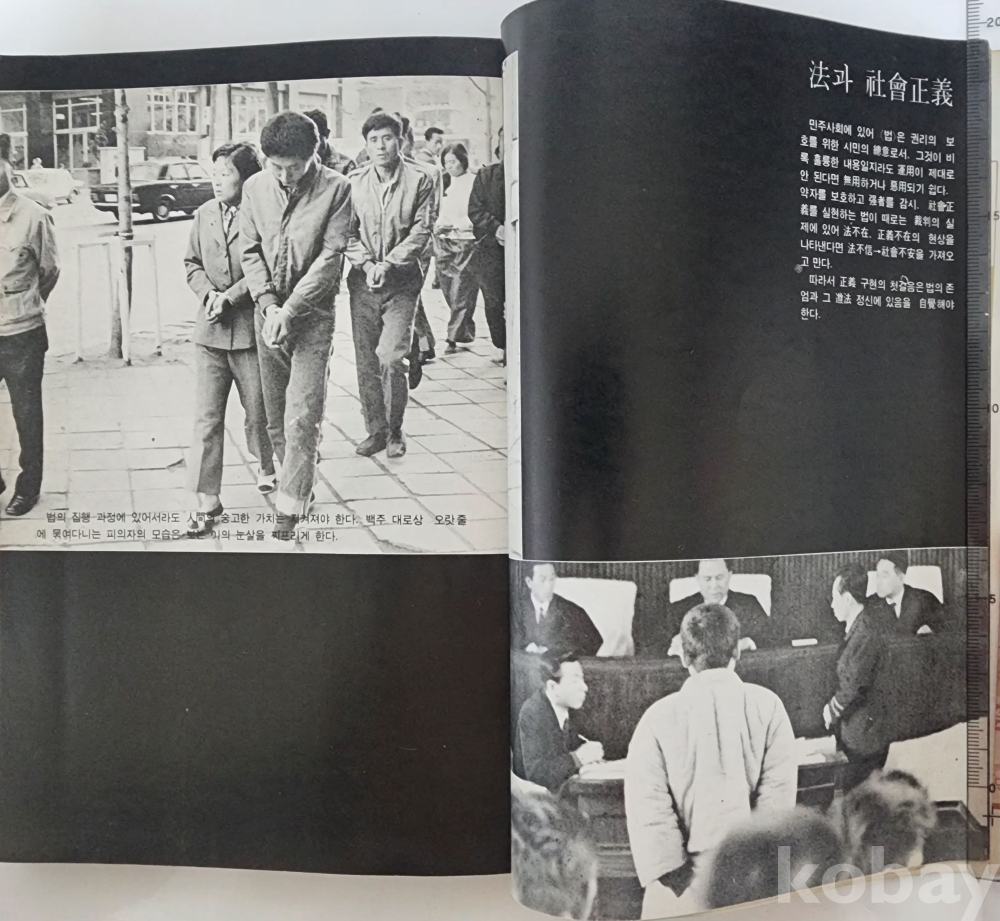 법의 집행 과정에 있어서라도 人間의 숭고한 가치는 지켜져야 한다. 백주 대로상 오랏줄
에 묶여다니는 피의자의 모습은 보는 이의 눈살을 찌푸리게 한다.
法과 社會正義
민주사회에 있어 〈법〉은 권리의 보
호를 위한 시민의 總意로서, 그것이 비
록 훌륭한 내용일지라도 運用이 제대로
안 된다면 無用하거나 惡用되기 쉽다.
약자를 보호하고 强者를 감시, 社會正
義를 실현하는 법이 때로는 裁判의 실
제에 있어 法不在, 正義不在의 현상을
나타낸다면 法不信→社會不安을 가져오
고 만다.
따라서 正義 구현의 첫걸음은 법의 존
엄과 그 遵法 정신에 있음을 自覺해야
한다.
20
15
10
5
0
kobay